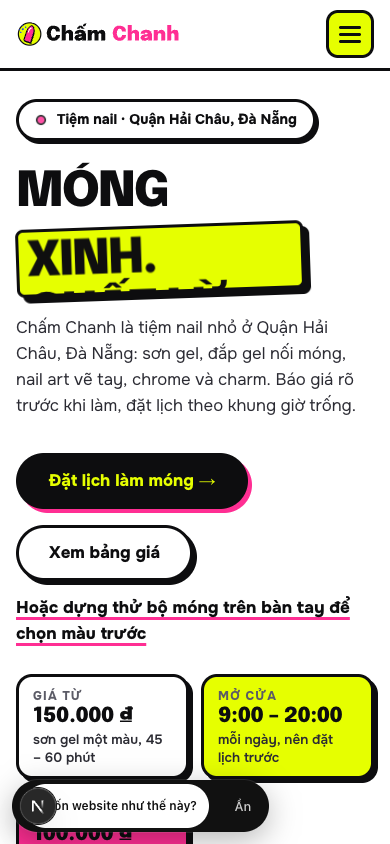 Chấm Chanh
Tiệm nail · Quận Hải Châu, Đà Nẵng
MÓNG
XINH.
Chấm Chanh là tiệm nail nhỏ ở Quận Hải
Châu, Đà Nẵng: sơn gel, đắp gel nối móng,
nail art vẽ tay, chrome và charm. Báo giá rõ
trước khi làm, đặt lịch theo khung giờ trống.
Đặt lịch làm móng →
Xem bảng giá
Hoặc dựng thử bộ móng trên bàn tay để
chọn màu trước
GIÁ TỪ
150.000 ₫
sơn gel một màu, 45
– 60 phút
MỞ CỬA
9:00 – 20:00
mỗi ngày, nên đặt
lịch trước
N
website như thế này?
Ẩn
100.000 ₫